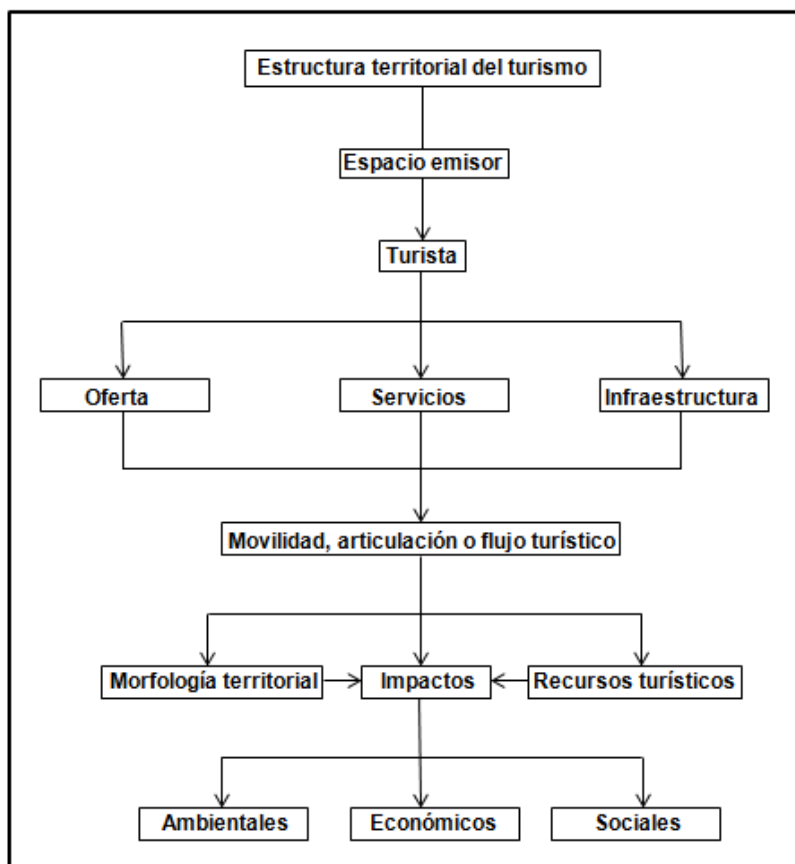 Estructura territorial del turismo
Espacio emisor
Turista
Oferta
Servicios
Infraestructura
Movilidad, articulación o flujo turístico
Morfología territorial
Impactos
Recursos turísticos
Ambientales
Económicos
Sociales